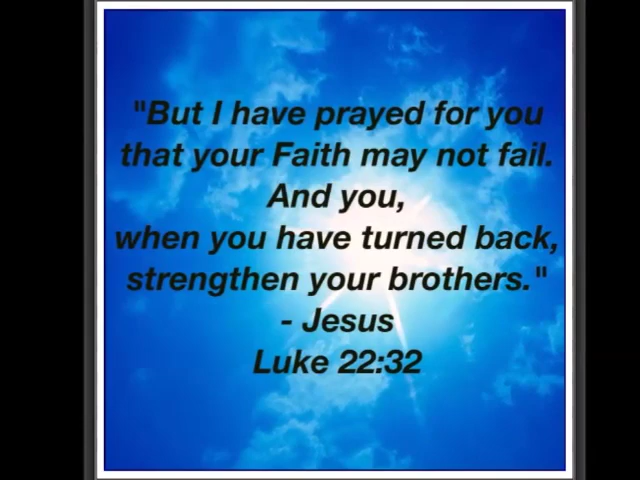 "But I have prayed for you
that your Faith may not fail.
And you,
when you have turned back,
strengthen your brothers."
- Jesus
Luke 22:32